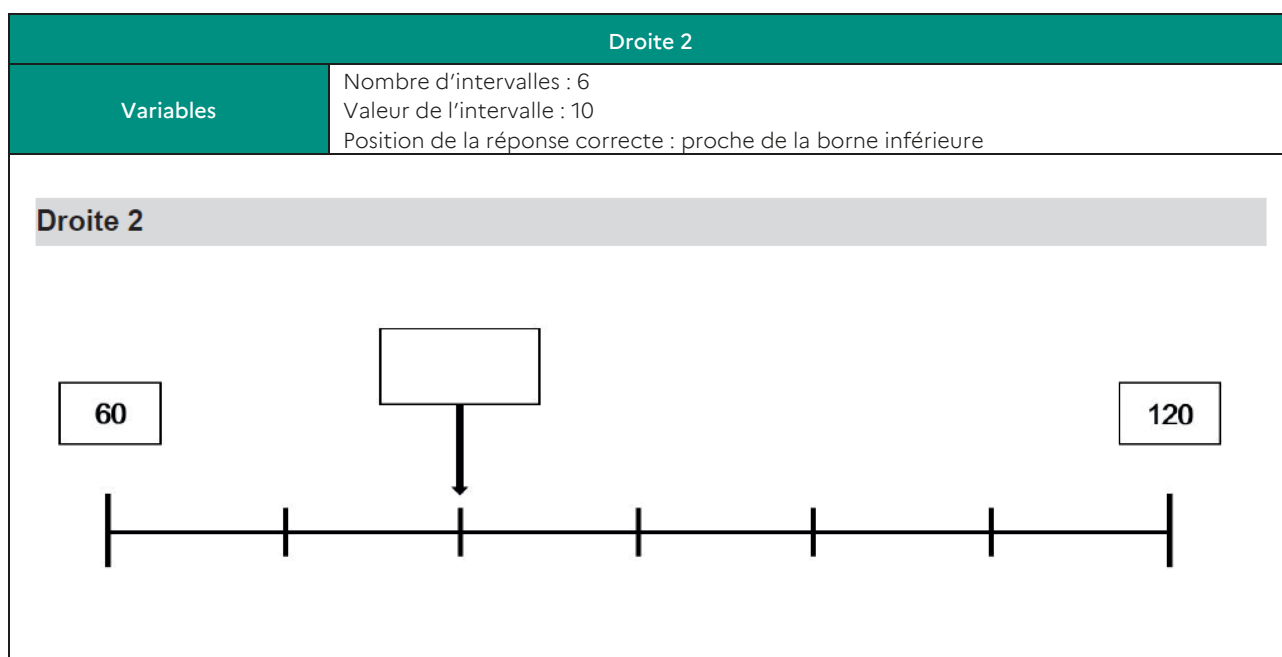 Droite 2
Variables
Nombre d'intervalles : 6
Valeur de l'intervalle : 10
Position de la réponse correcte : proche de la borne inférieure
Droite 2
60
120